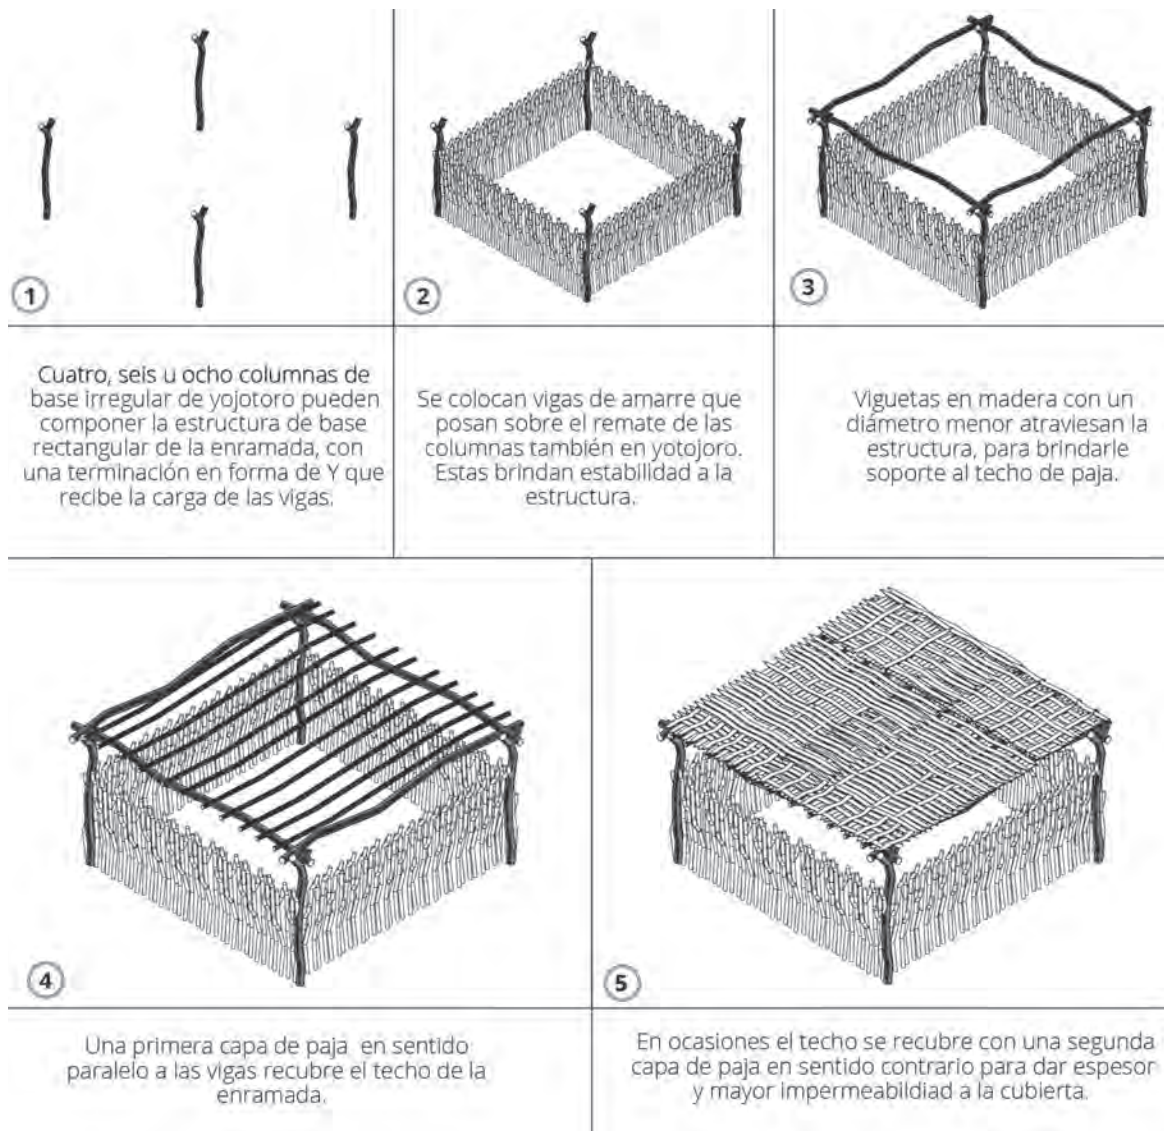 1
2
3
Cuatro, seis u ocho columnas de
base irregular de yojotoro pueden
componer la estructura de base
rectangular de la enramada, con
una terminación en forma de Y que
recibe la carga de las vigas.
Se colocan vigas de amarre que
posan sobre el remate de las
columnas también en yotojoro.
Estas brindan estabilidad a la
estructura.
Viguetas en madera con un
diámetro menor atraviesan la
estructura, para brindarle
soporte al techo de paja.
4
5
Una primera capa de paja en sentido
paralelo a las vigas recubre el techo de la
enramada.
En ocasiones el techo se recubre con una segunda
capa de paja en sentido contrario para dar espesor
y mayor impermeabildiad a la cubierta.